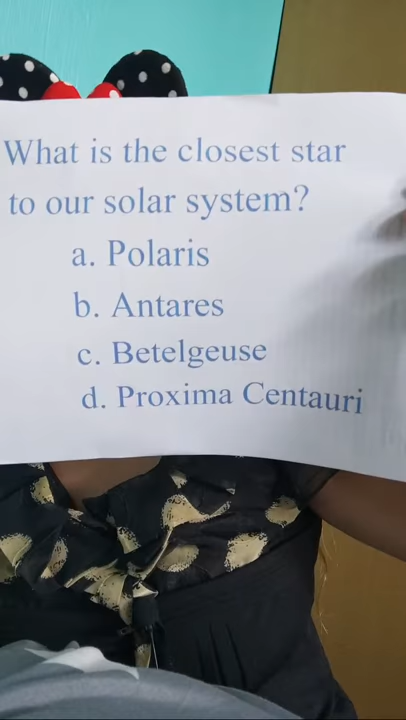 What is the closest star
to our solar system?
a. Polaris
b. Antares
c. Betelgeuse
d. Proxima Centauri